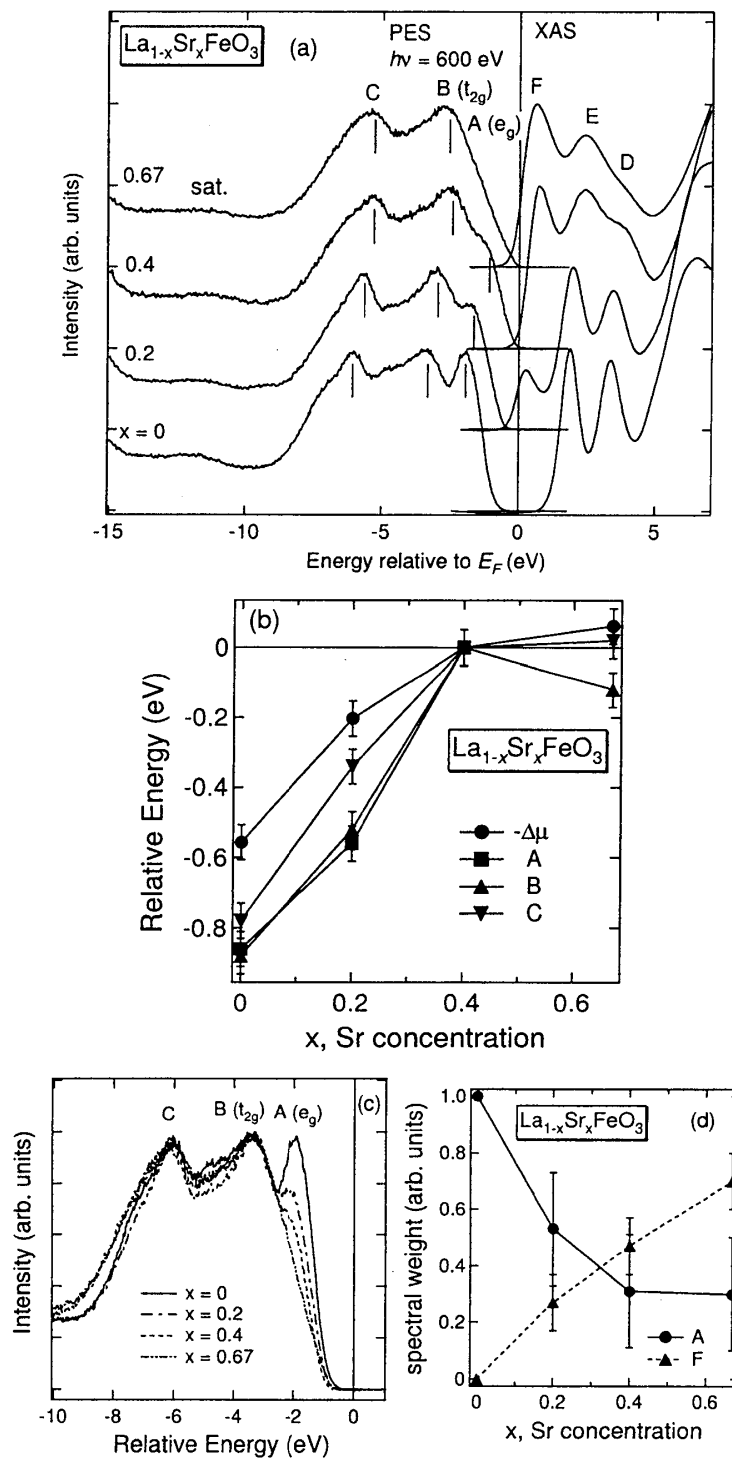 La1-xSrxFeO3
(a)
PES
hν = 600 eV
XAS
C
B (t2g)
A (eg)
F
E
D
0.67
sat.
0.4
0.2
x = 0
Intensity (arb. units)
-15
-10
-5
0
5
Energy relative to EF (eV)
(b)
0
-0.2
-0.4
-0.6
-0.8
Relative Energy (eV)
La1-xSrxFeO3
-Δμ
A
B
C
0
0.2
0.4
0.6
x, Sr concentration
(c)
C
B (t2g)
A (eg)
Intensity (arb. units)
x = 0
x = 0.2
x = 0.4
x = 0.67
-10
-8
-6
-4
-2
0
Relative Energy (eV)
La1-xSrxFeO3
(d)
1.0
0.8
0.6
0.4
0.2
0
spectral weight (arb. units)
A
F
0
0.2
0.4
0.6
x, Sr concentration